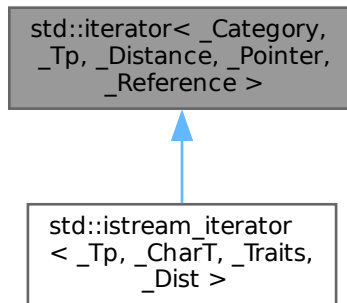 std::iterator< _Category,
_Tp, _Distance, _Pointer,
_Reference >
std::istream_iterator
< _Tp, _CharT, _Traits,
_Dist >